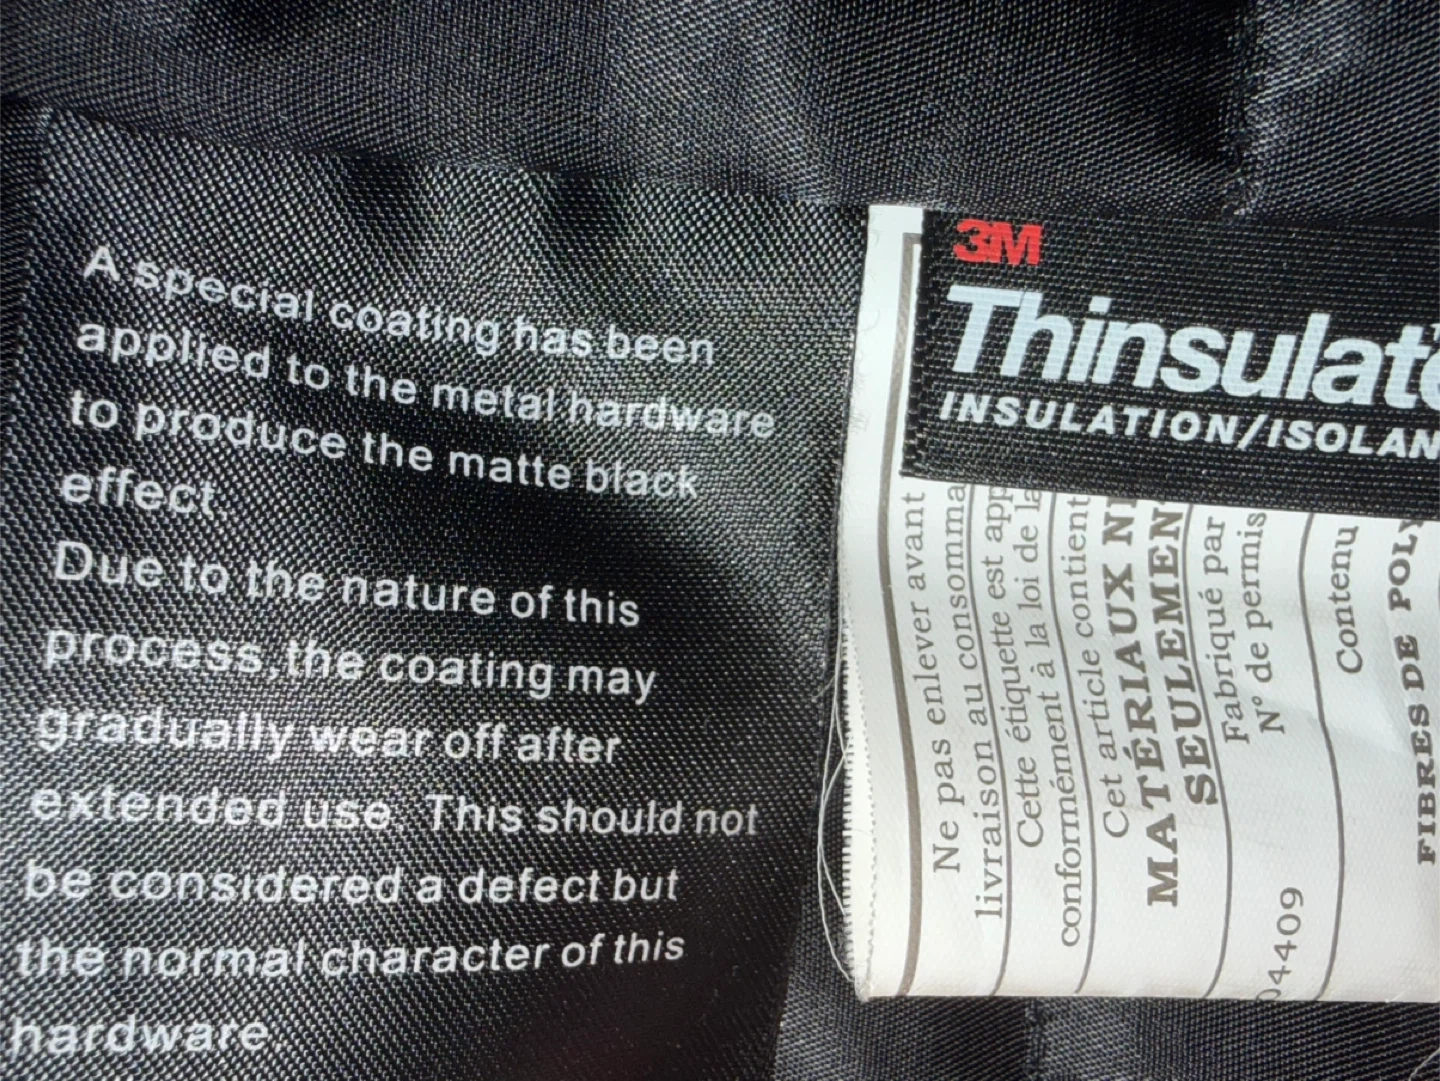 A special coating has been
applied to the metal hardware
to produce the matte black
effect
Due to the nature of this
process,the coating may
gradually wear off after
extended use. This should not
be considered a defect but
the normal character of this
hardware
3M
Thinsulate
INSULATION/ISOLAN
Ne pas enlever avant
livraison au consomma
Cette étiquette est app
conformément à la loi de la
Cet article contient
MATÉRIAUX NE
SEULEMEN
Fabriqué par
N° de permis
04409
Contenu
FIBRES DE POLY